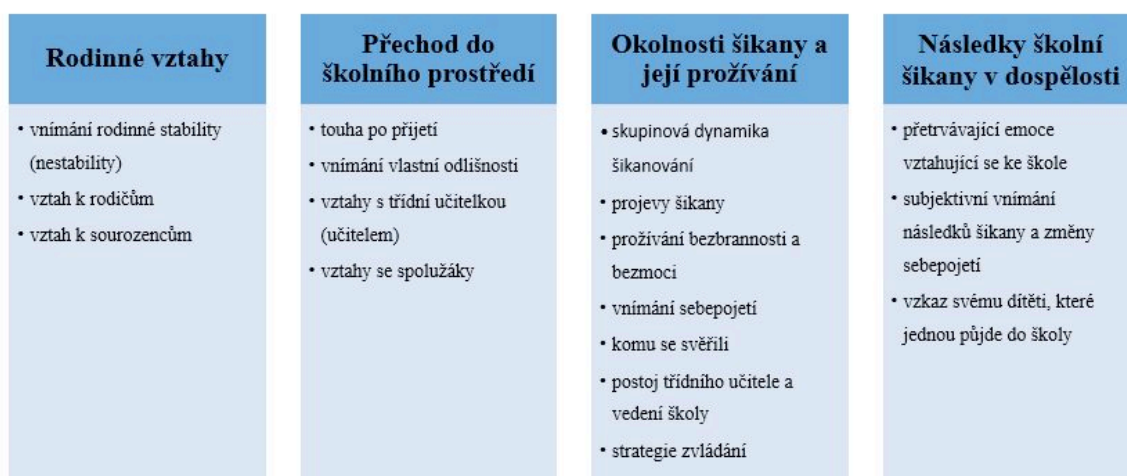 Rodinné vztahy
• vnímání rodinné stability
(nestability)
• vztah k rodičům
• vztah k sourozencům
Přechod do
školního prostředí
• touha po přijetí
• vnímání vlastní odlišnosti
• vztahy s třídní učitelkou
(učitelem)
• vztahy se spolužáky
Okolnosti šikany a
její prožívání
• skupinová dynamika
šikanování
• projevy šikany
• prožívání bezbrannosti a
bezmoci
• vnímání sebepojetí
• komu se svěřili
• postoj třídního učitele a
vedení školy
• strategie zvládání
Následky školní
šikany v dospělosti
• přetrvávající emoce
vztahující se ke škole
• subjektivní vnímání
následků šikany a změny
sebepojetí
• vzkaz svému dítěti, které
jednou půjde do školy